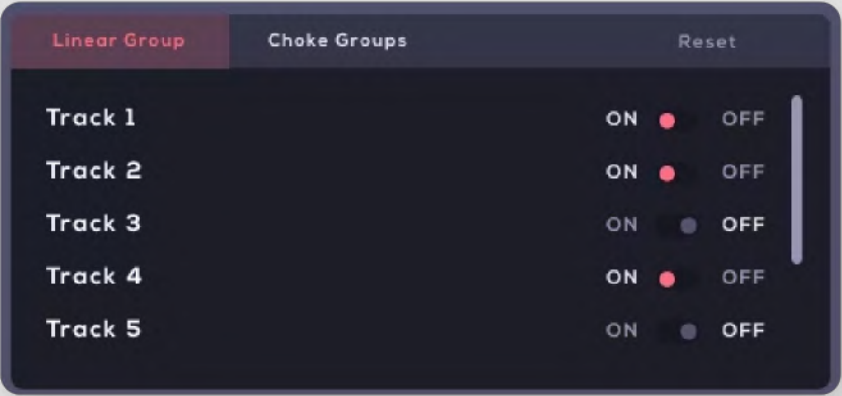 Linear Group Choke Groups Reset
Track 1 ON OFF
Track 2 ON OFF
Track 3 ON OFF
Track 4 ON OFF
Track 5 ON OFF